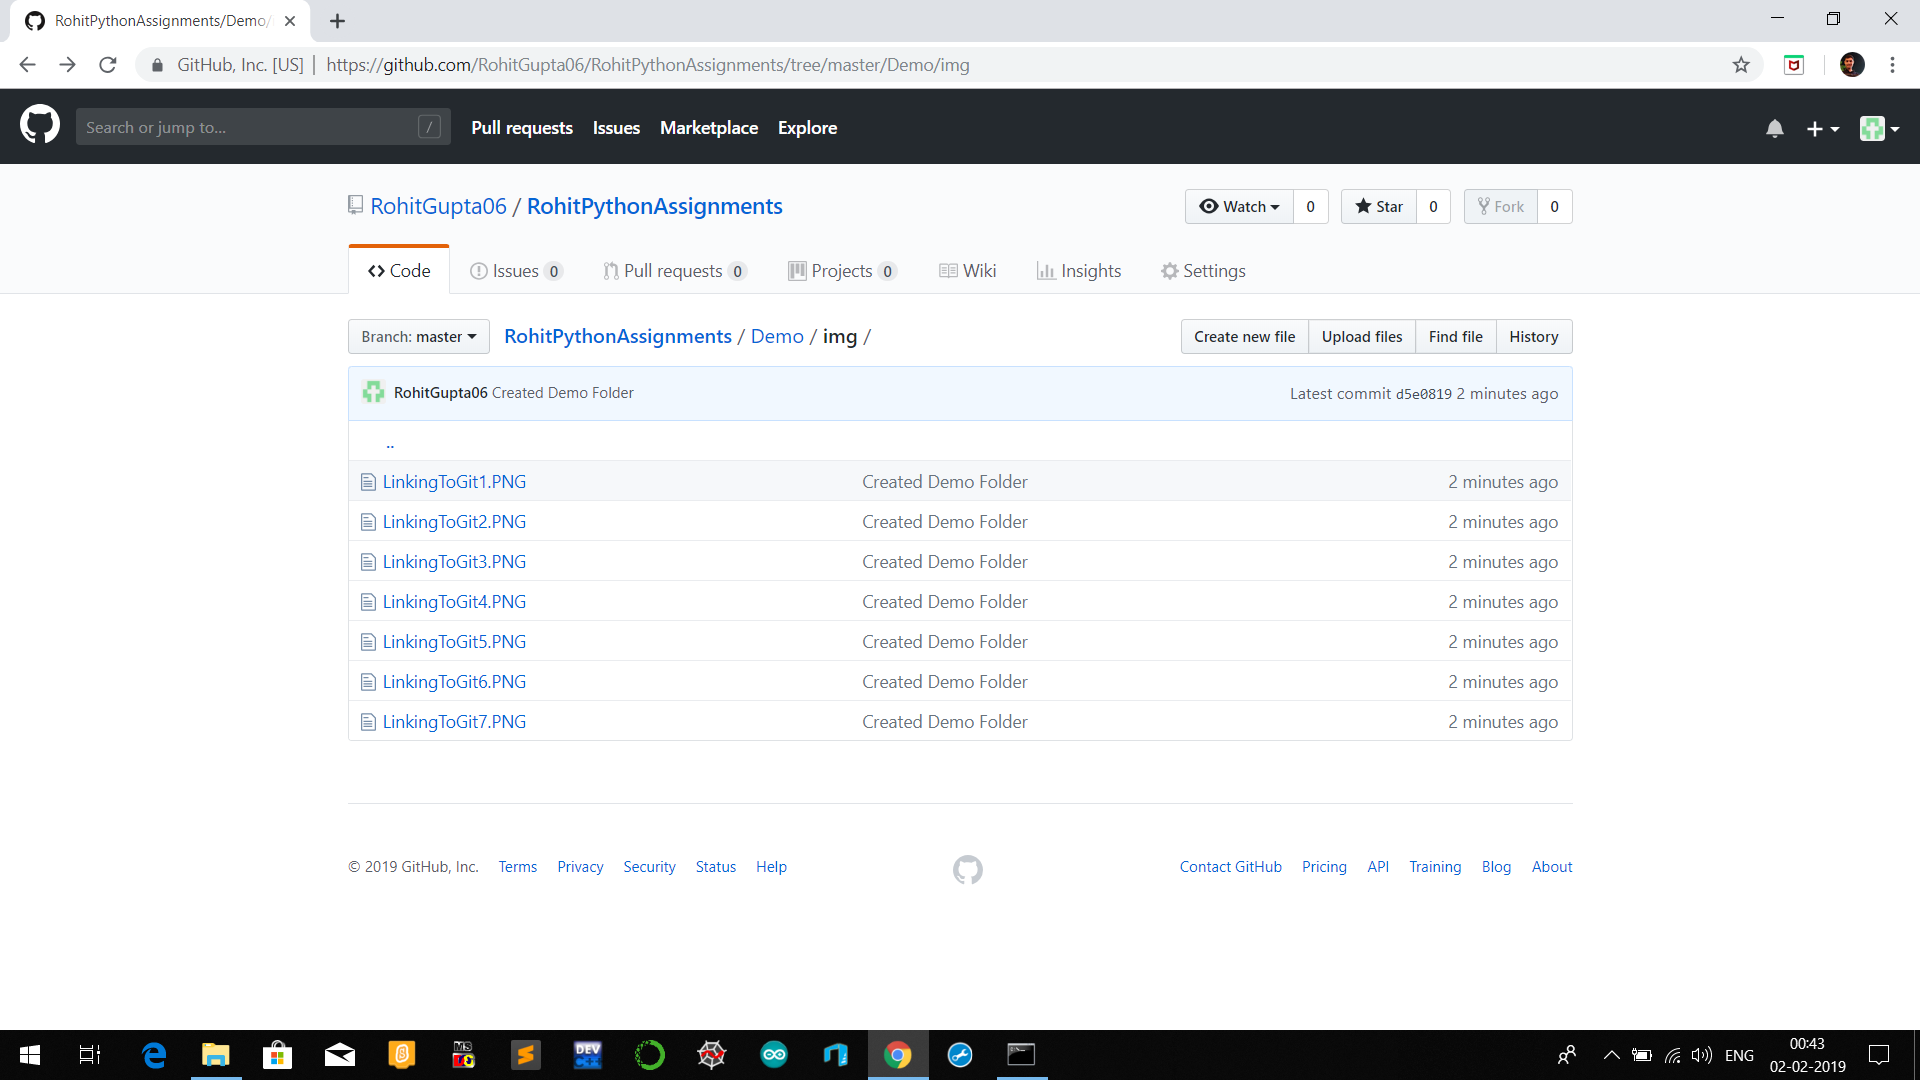 RohitPythonAssignments/Demo/
GitHub, Inc. [US] | https://github.com/RohitGupta06/RohitPythonAssignments/tree/master/Demo/img
Search or jump to... / Pull requests Issues Marketplace Explore
RohitGupta06 / RohitPythonAssignments Watch 0 Star 0 Fork 0
Code Issues 0 Pull requests 0 Projects 0 Wiki Insights Settings
Branch: master RohitPythonAssignments / Demo / img / Create new file Upload files Find file History
RohitGupta06 Created Demo Folder Latest commit d5e0819 2 minutes ago
..
LinkingToGit1.PNG Created Demo Folder 2 minutes ago
LinkingToGit2.PNG Created Demo Folder 2 minutes ago
LinkingToGit3.PNG Created Demo Folder 2 minutes ago
LinkingToGit4.PNG Created Demo Folder 2 minutes ago
LinkingToGit5.PNG Created Demo Folder 2 minutes ago
LinkingToGit6.PNG Created Demo Folder 2 minutes ago
LinkingToGit7.PNG Created Demo Folder 2 minutes ago
© 2019 GitHub, Inc. Terms Privacy Security Status Help Contact GitHub Pricing API Training Blog About
MS DEV C++ ENG 00:43
02-02-2019